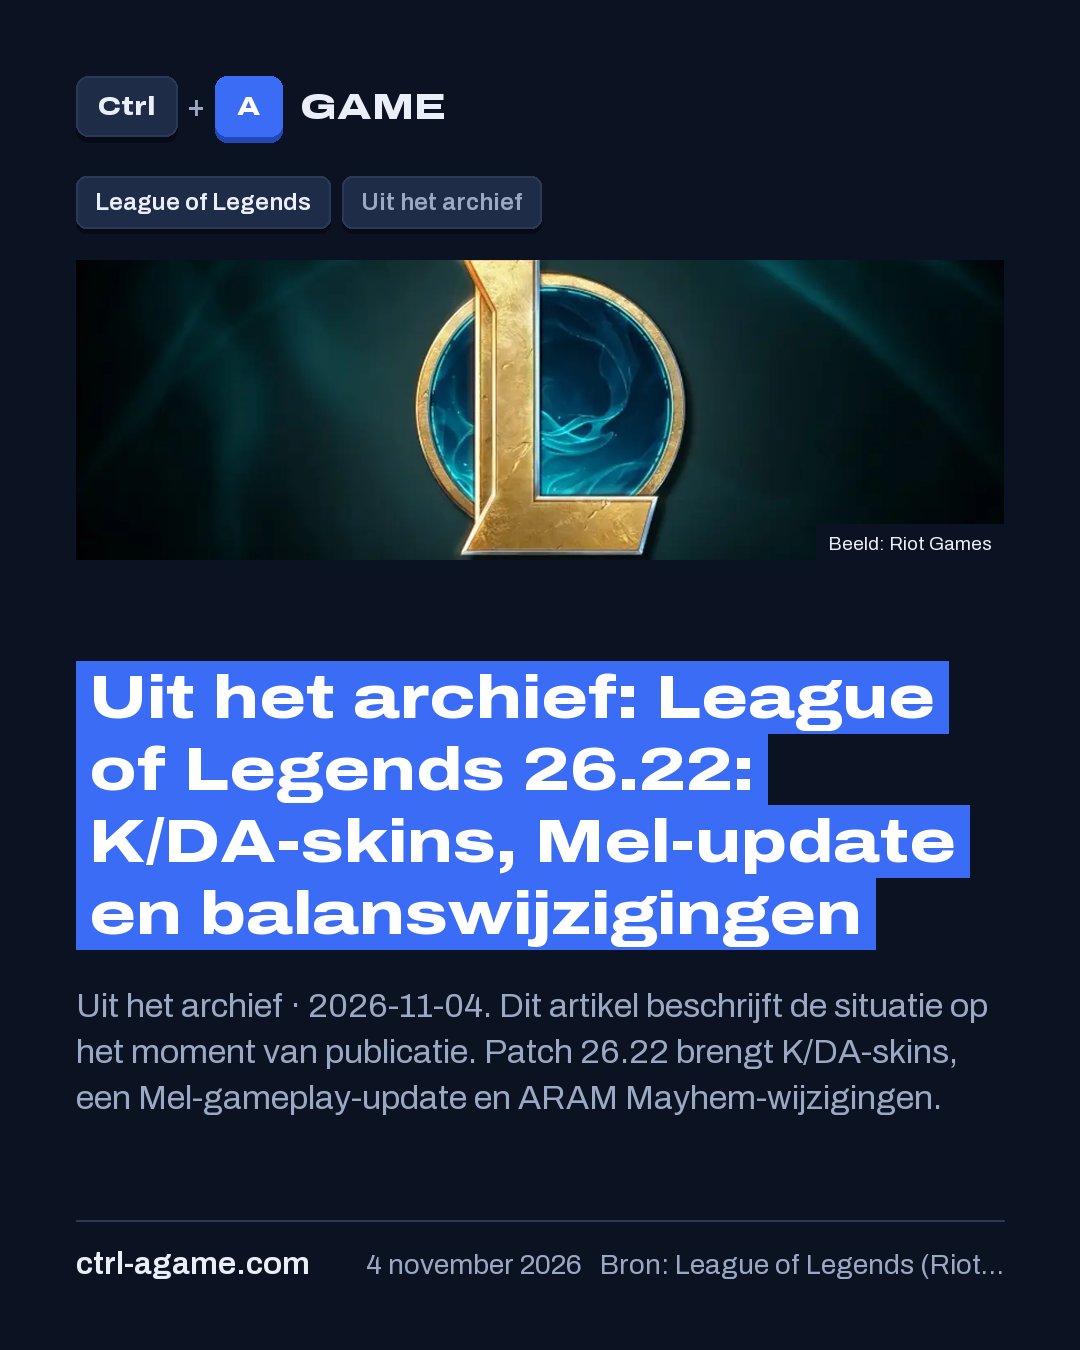 Ctrl + A GAME
League of Legends Uit het archief
Beeld: Riot Games
Uit het archief: League
of Legends 26.22:
K/DA-skins, Mel-update
en balanswijzigingen
Uit het archief · 2026-11-04. Dit artikel beschrijft de situatie op
het moment van publicatie. Patch 26.22 brengt K/DA-skins,
een Mel-gameplay-update en ARAM Mayhem-wijzigingen.
ctrl-agame.com 4 november 2026 Bron: League of Legends (Riot...